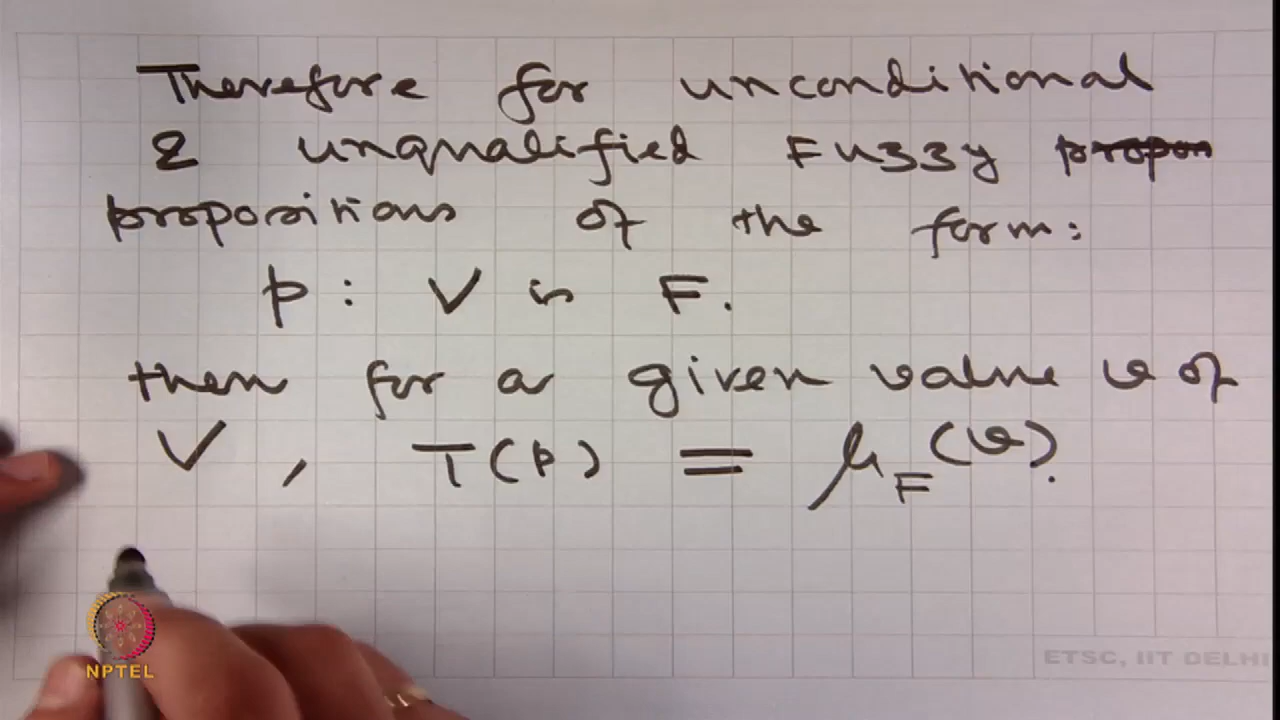 Therefore for unconditional
& unqualified Fuzzy propon
propositions of the form:
p : V is F.
then for a given value v of
V , T(p) = μ_F(v).
NPTEL
ETSC, IIT DELHI